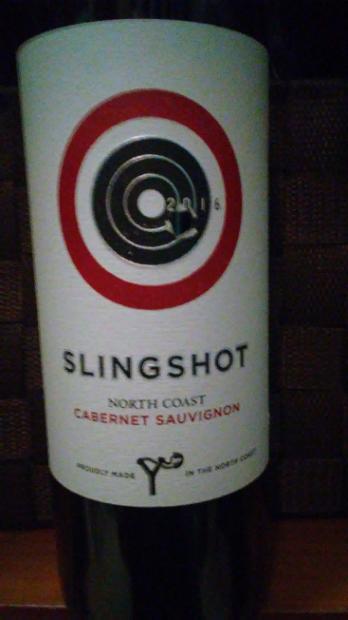 2016
SLINGSHOT
NORTH COAST
CABERNET SAUVIGNON
PROUDLY MADE IN THE NORTH COAST